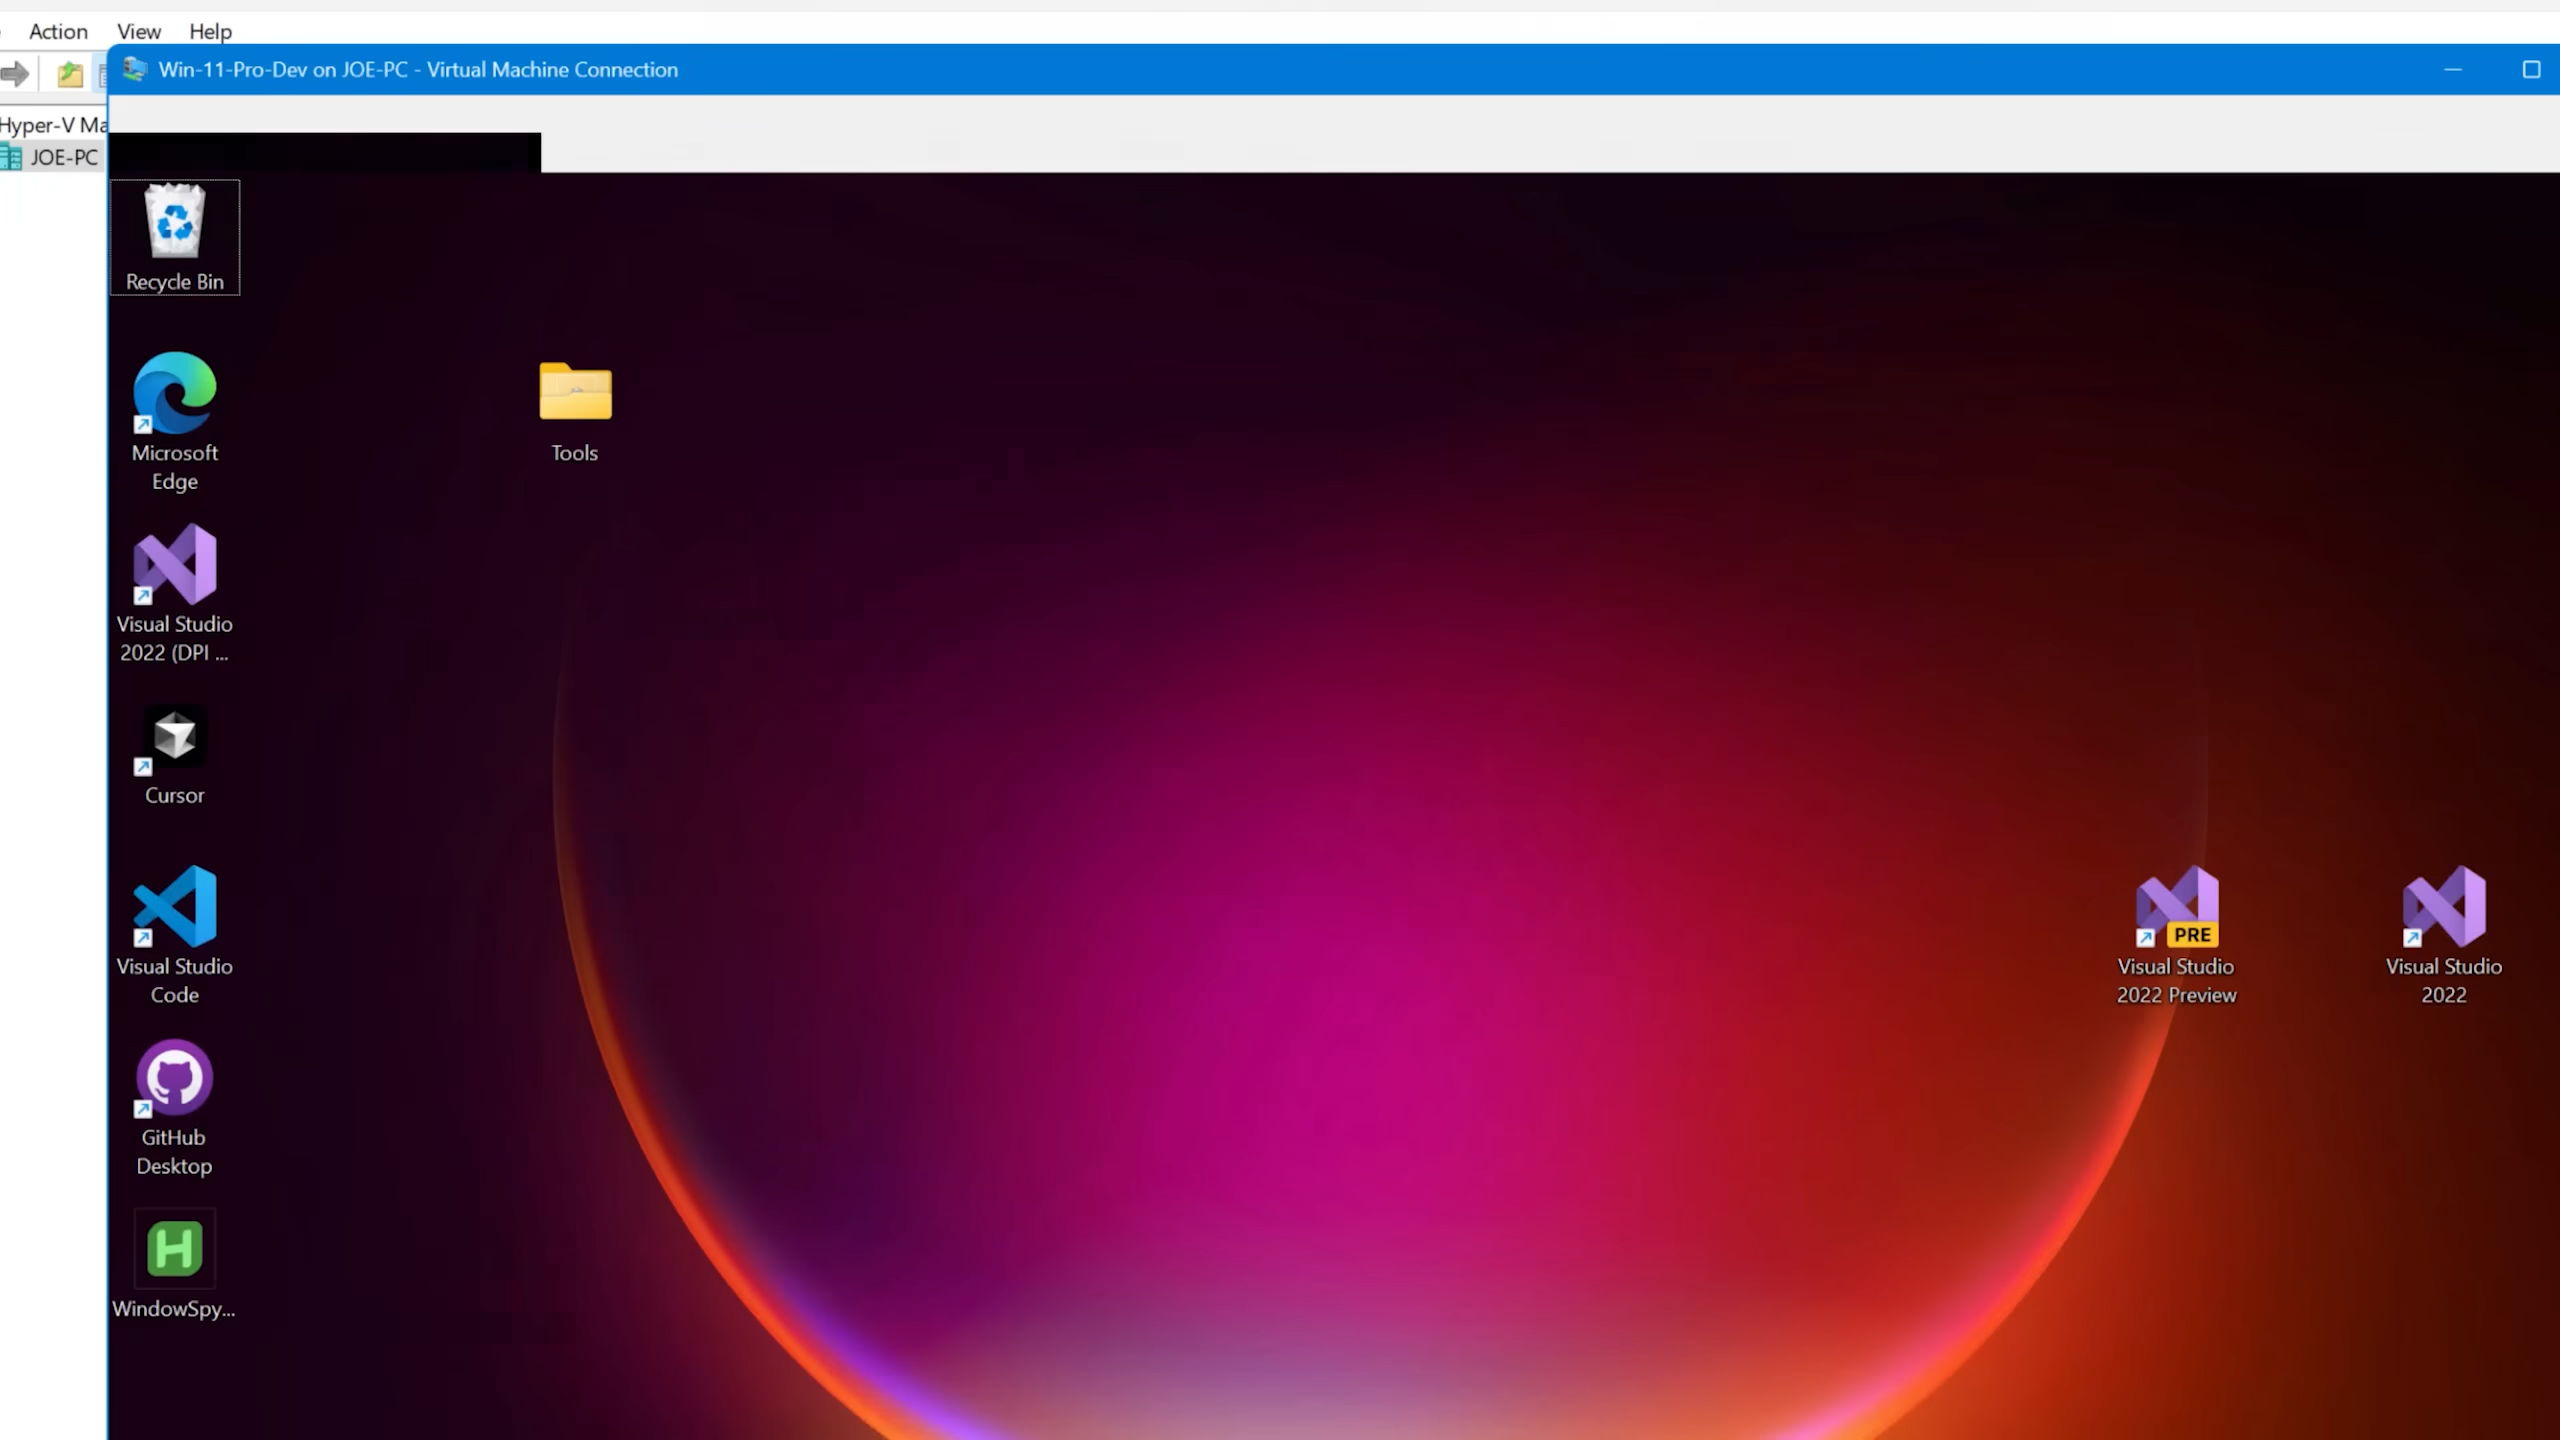 Action View Help
Win-11-Pro-Dev on JOE-PC - Virtual Machine Connection
Hyper-V Ma
JOE-PC
Recycle Bin
Microsoft
Edge
Tools
Visual Studio
2022 (DPI ...
Cursor
Visual Studio
Code
PRE
Visual Studio
2022 Preview
Visual Studio
2022
GitHub
Desktop
H
WindowSpy...